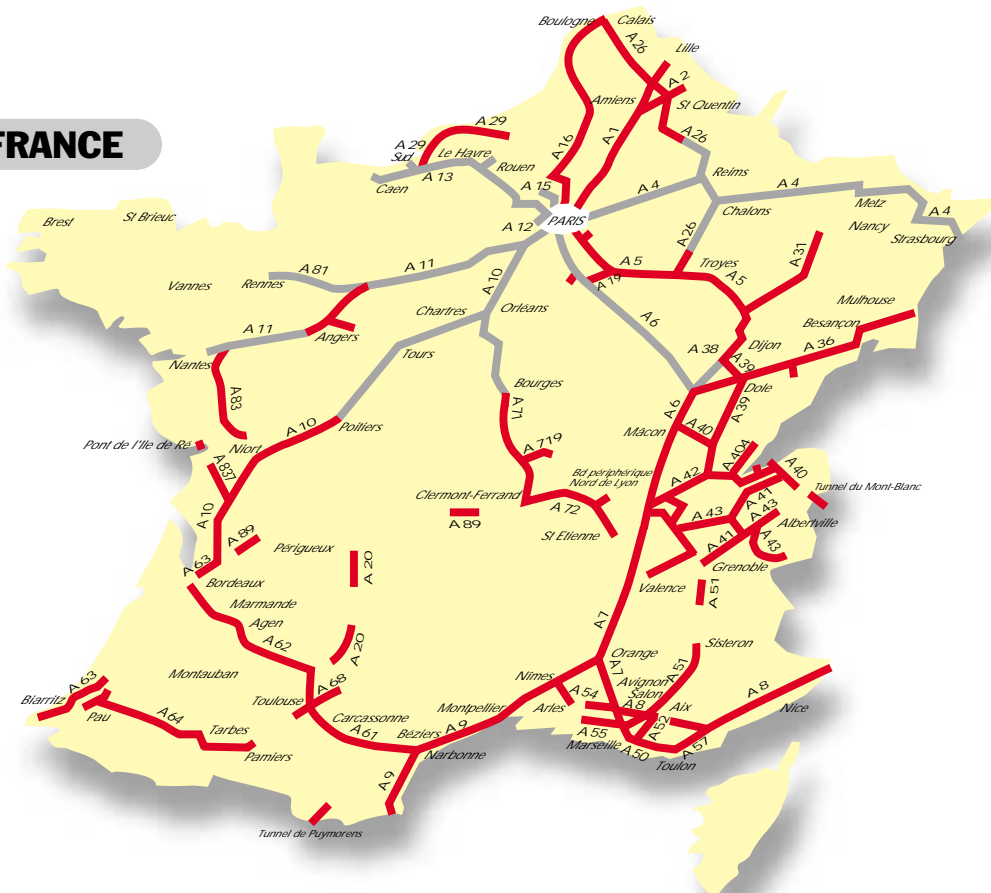 Boulogne
Calais
A 26
Lille
A 2
FRANCE
Amiens
St Quentin
A 29
A 29
Sud
Le Havre
Rouen
A 16
A 1
A 26
Caen
A 13
A 15
A 4
Reims
A 4
Chalons
Metz
A 4
Brest
St Brieuc
PARIS
A 12
Nancy
Strasbourg
A 26
A 31
A 81
A 11
A 5
Troyes
A 5
Vannes
Rennes
A 10
A 19
Chartres
Orléans
A 6
Mulhouse
Besançon
A 11
Angers
Tours
A 38
Dijon
A 36
Nantes
A 39
Bourges
Dole
A 83
A 71
A 6
A 39
A 10
Poitiers
Mâcon
A 40
Pont de l'Ile de Ré
Niort
A 719
A 404
A 837
Bd périphérique
Nord de Lyon
A 42
A 40
Tunnel du Mont-Blanc
Clermont-Ferrand
A 41
A 10
A 89
A 72
A 43
A 43
Albertville
St Etienne
A 89
A 41
A 43
Périgueux
A 63
A 20
Grenoble
Bordeaux
Valence
A 51
Marmande
Agen
A 7
A 62
A 20
Orange
Sisteron
Montauban
A 7
A 51
Nîmes
A 63
A 68
A 54
Avignon
Salon
A 8
Biarritz
Toulouse
Montpellier
Arles
A 8
Aix
Nice
Pau
A 64
Carcassonne
A 52
Tarbes
A 61
Béziers
A 9
A 55
Marseille
A 50
A 57
Pamiers
Narbonne
Toulon
A 9
Tunnel de Puymorens